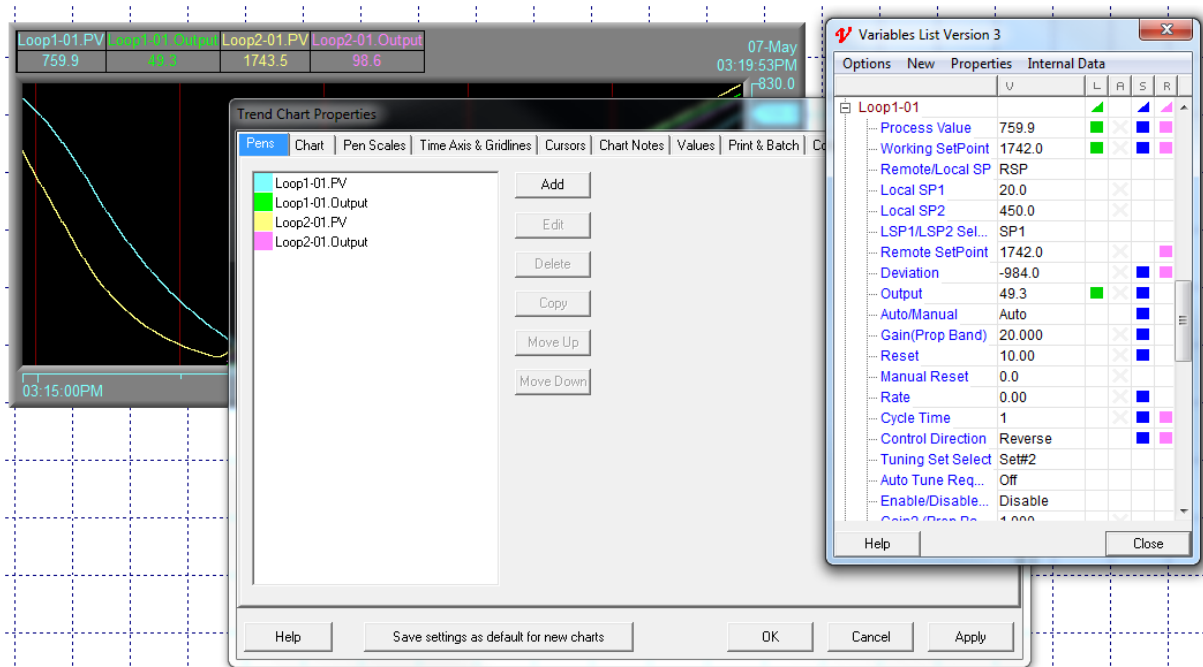 Loop1-01.PV Loop1-01.Output Loop2-01.PV Loop2-01.Output
759.9 49.3 1743.5 98.6
07-May
03:19:53PM
830.0
03:15:00PM
Trend Chart Properties
Pens Chart Pen Scales Time Axis & Gridlines Cursors Chart Notes Values Print & Batch
Loop1-01.PV
Loop1-01.Output
Loop2-01.PV
Loop2-01.Output
Add
Edit
Delete
Copy
Move Up
Move Down
Help Save settings as default for new charts OK Cancel Apply
Variables List Version 3
Options New Properties Internal Data
V L A S R
Loop1-01
Process Value 759.9
Working SetPoint 1742.0
Remote/Local SP RSP
Local SP1 20.0
Local SP2 450.0
LSP1/LSP2 Sel... SP1
Remote SetPoint 1742.0
Deviation -984.0
Output 49.3
Auto/Manual Auto
Gain(Prop Band) 20.000
Reset 10.00
Manual Reset 0.0
Rate 0.00
Cycle Time 1
Control Direction Reverse
Tuning Set Select Set#2
Auto Tune Req... Off
Enable/Disable... Disable
Help Close